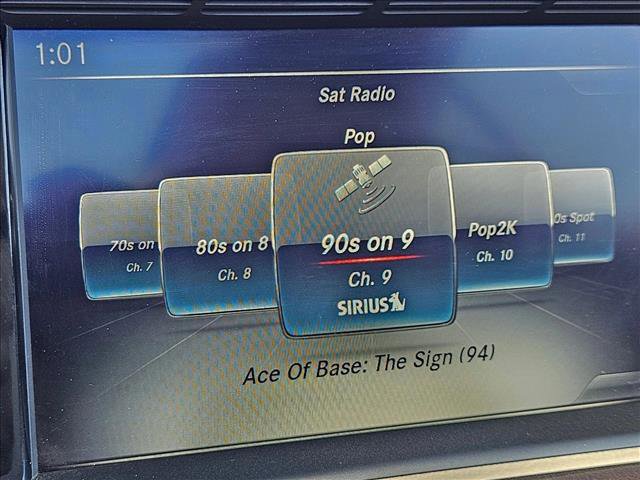 1:01
Sat Radio
Pop
70s on
Ch. 7
80s on 8
Ch. 8
90s on 9
Ch. 9
SIRIUS
Pop2K
Ch. 10
0s Spot
Ch. 11
Ace Of Base: The Sign (94)